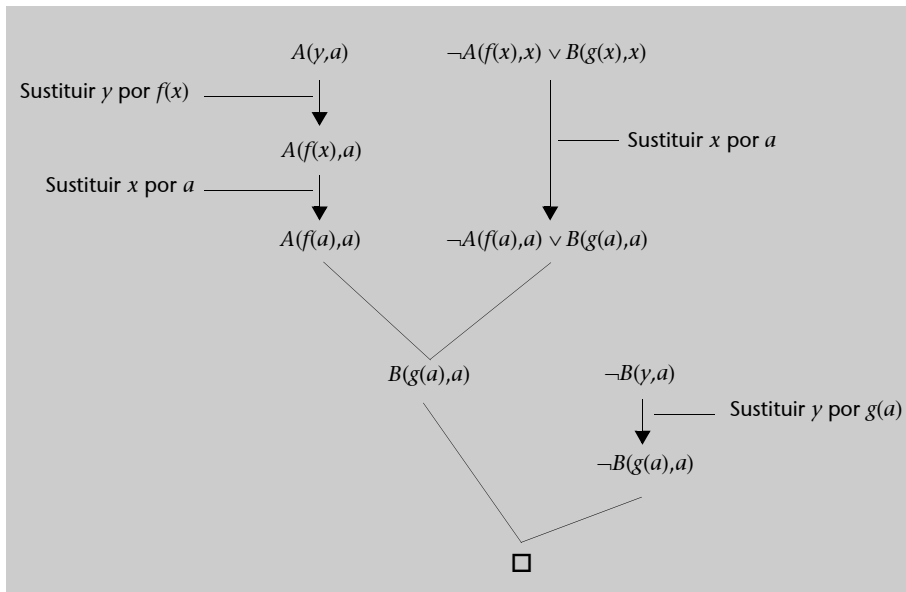 A(y,a) ¬A(f(x),x) ∨ B(g(x),x)
Sustituir y por f(x)
Sustituir x por a
A(f(x),a)
Sustituir x por a
A(f(a),a) ¬A(f(a),a) ∨ B(g(a),a)
B(g(a),a) ¬B(y,a)
Sustituir y por g(a)
¬B(g(a),a)
□